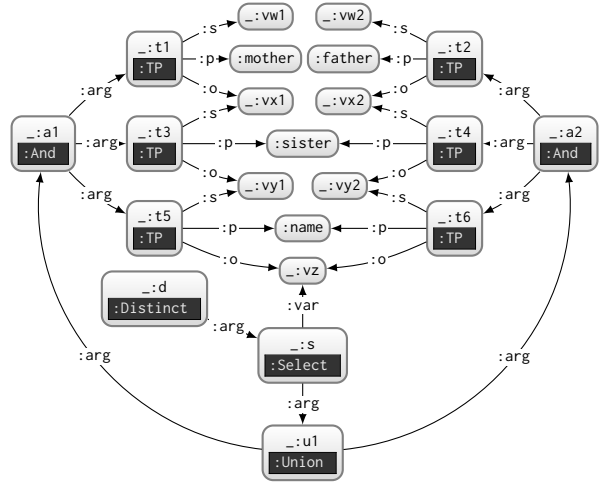 _:vw1 _:vw2
_:t1 :s :s _:t2
:TP :p :mother :father :p :TP
:arg :o :o :arg
_:vx1 _:vx2
_:a1 :s :s _:a2
:And :arg _:t3 :p :sister :p _:t4 :arg :And
:TP :TP
:arg :o :o :arg
_:vy1 _:vy2
_:t5 :s :s _:t6
:TP :p :name :p :TP
:o _:vz :o
_:d
:Distinct :var
:arg
_:s
:arg :Select :arg
:arg
_:u1
:Union